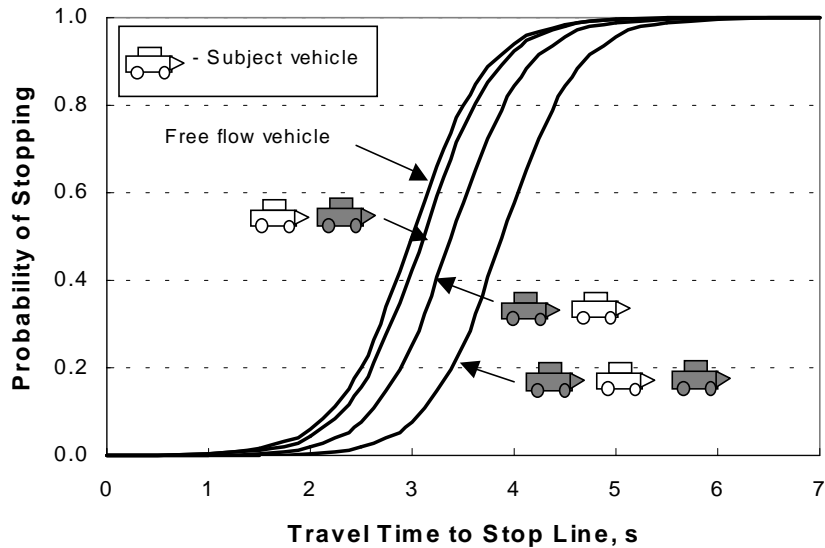 1.0
- Subject vehicle
0.8
Free flow vehicle
0.6
0.4
0.2
0.0
0 1 2 3 4 5 6 7
Probability of Stopping
Travel Time to Stop Line, s